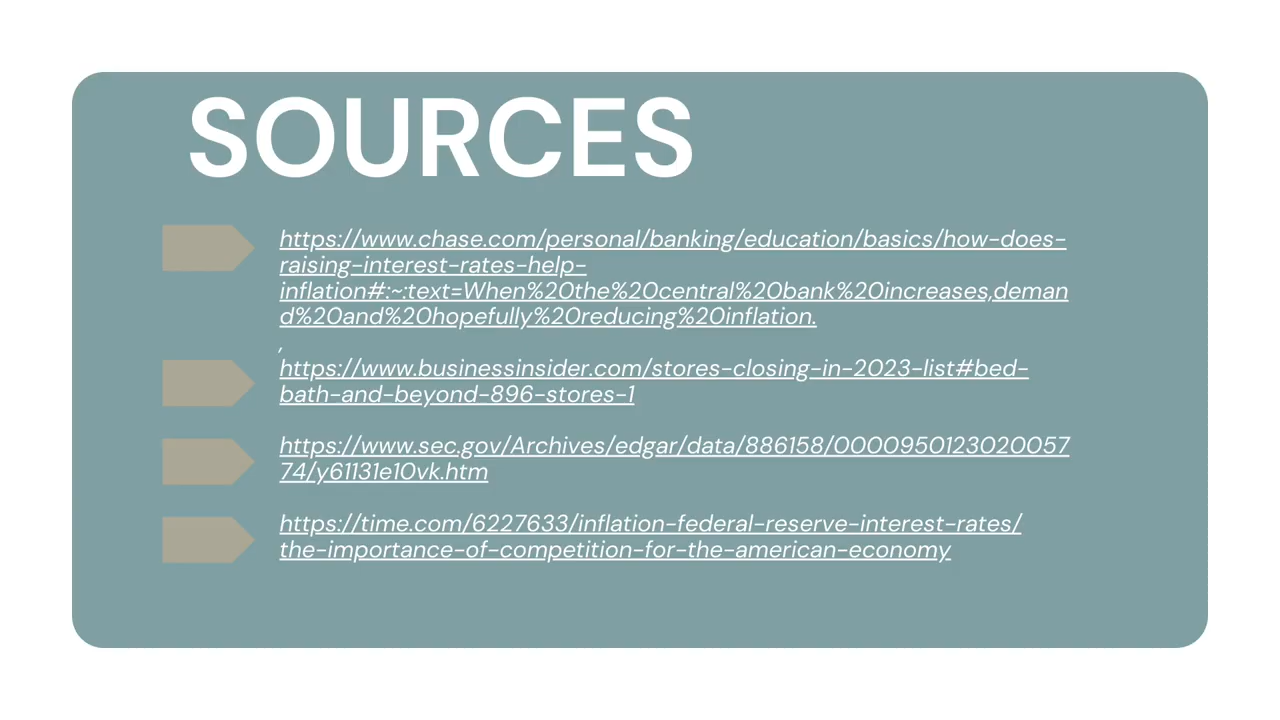 SOURCES
https://www.chase.com/personal/banking/education/basics/how-does-
raising-interest-rates-help-
inflation#:~:text=When%20the%20central%20bank%20increases,deman
d%20and%20hopefully%20reducing%20inflation.
,
https://www.businessinsider.com/stores-closing-in-2023-list#bed-
bath-and-beyond-896-stores-1
https://www.sec.gov/Archives/edgar/data/886158/0000950123020057
74/y61131e10vk.htm
https://time.com/6227633/inflation-federal-reserve-interest-rates/
the-importance-of-competition-for-the-american-economy